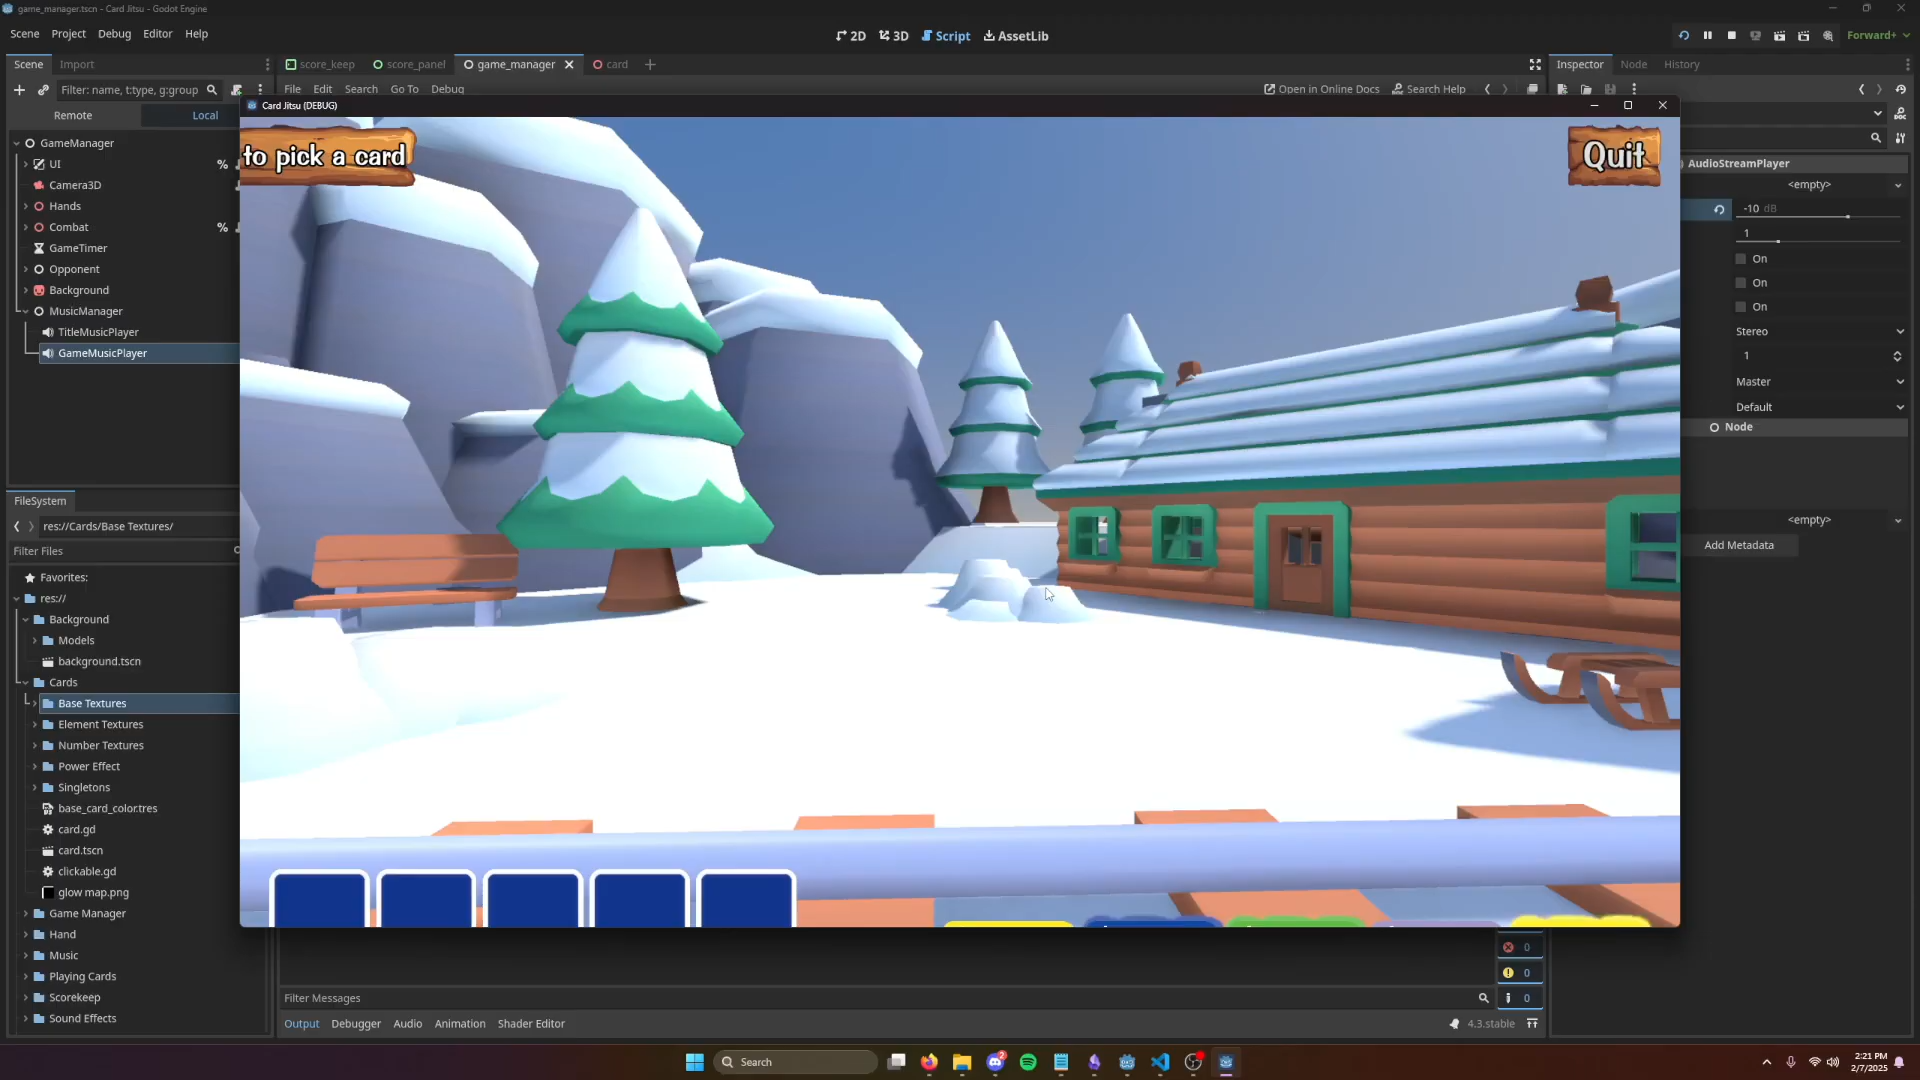 game_manager.tscn - Card Jitsu - Godot Engine
Scene Project Debug Editor Help
2D 3D Script AssetLib
Forward+
Scene Import
score_keep score_panel game_manager card
Inspector Node History
Filter: name, t:type, g:group
File Edit Search Go To Debug
Open in Online Docs Search Help
Remote Local
Card Jitsu (DEBUG)
to pick a card
Quit
GameManager
UI
Camera3D
Hands
Combat
GameTimer
Opponent
Background
MusicManager
TitleMusicPlayer
GameMusicPlayer
AudioStreamPlayer
<empty>
-10 dB
1
On
On
On
Stereo
1
Master
Default
Node
<empty>
Add Metadata
FileSystem
res://Cards/Base Textures/
Filter Files
Favorites:
res://
Background
Models
background.tscn
Cards
Base Textures
Element Textures
Number Textures
Power Effect
Singletons
base_card_color.tres
card.gd
card.tscn
clickable.gd
glow map.png
Game Manager
Hand
Music
Playing Cards
Scorekeep
Sound Effects
0
0
0
Filter Messages
Output Debugger Audio Animation Shader Editor
4.3.stable
Search
2
2:21 PM
2/7/2025